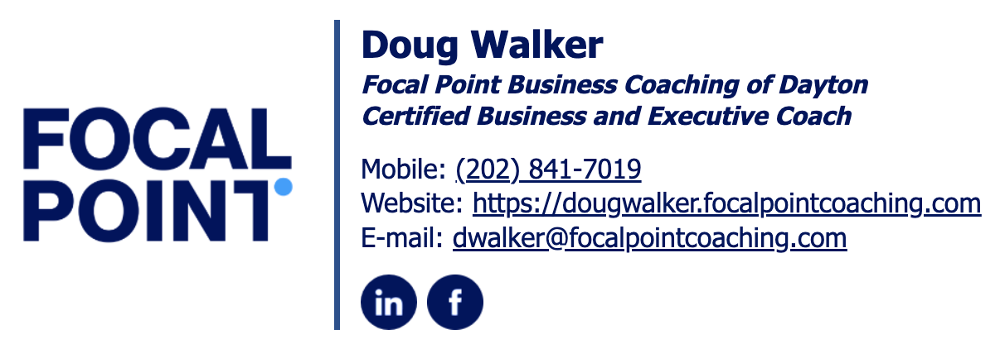 FOCAL
POINT
Doug Walker
Focal Point Business Coaching of Dayton
Certified Business and Executive Coach
Mobile: (202) 841-7019
Website: https://dougwalker.focalpointcoaching.com
E-mail: dwalker@focalpointcoaching.com
in f